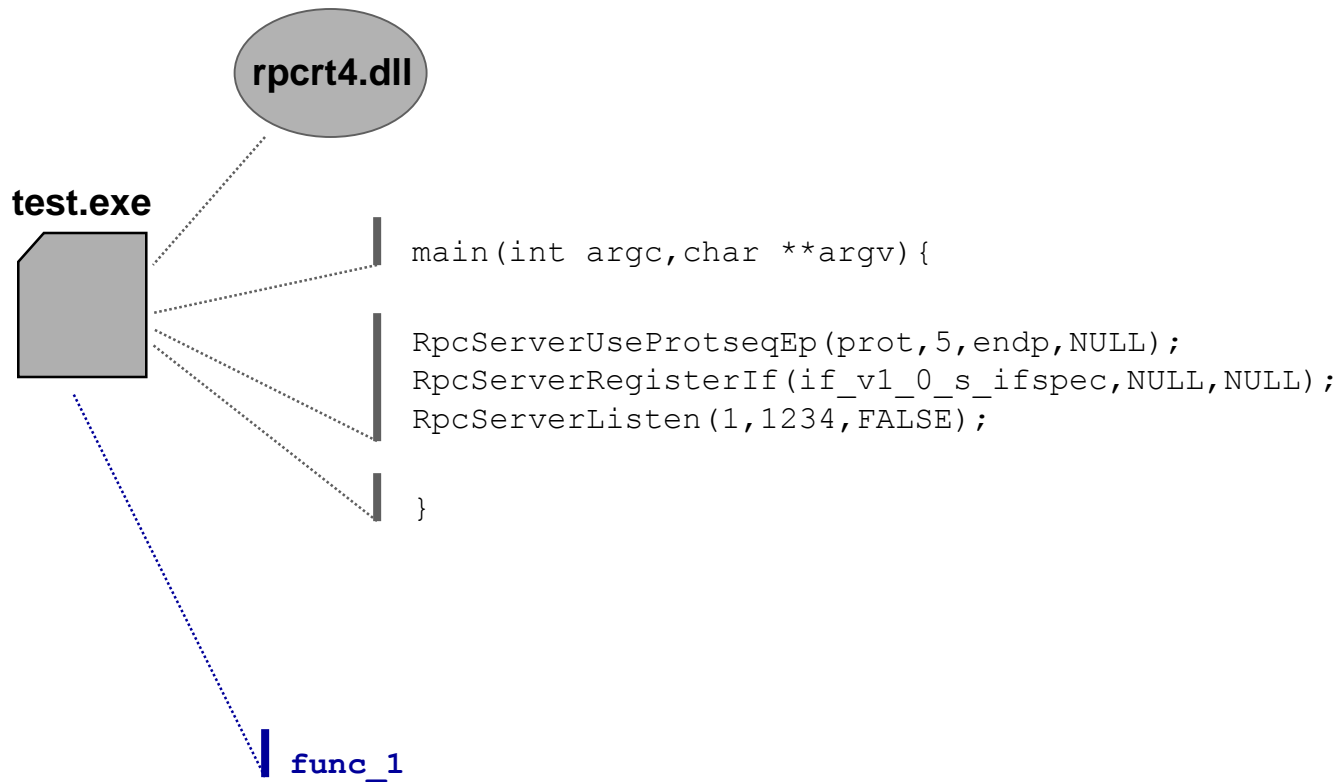 rpcrt4.dll
test.exe
main(int argc,char **argv){
RpcServerUseProtseqEp(prot,5,endp,NULL);
RpcServerRegisterIf(if_v1_0_s_ifspec,NULL,NULL);
RpcServerListen(1,1234,FALSE);
}
func_1